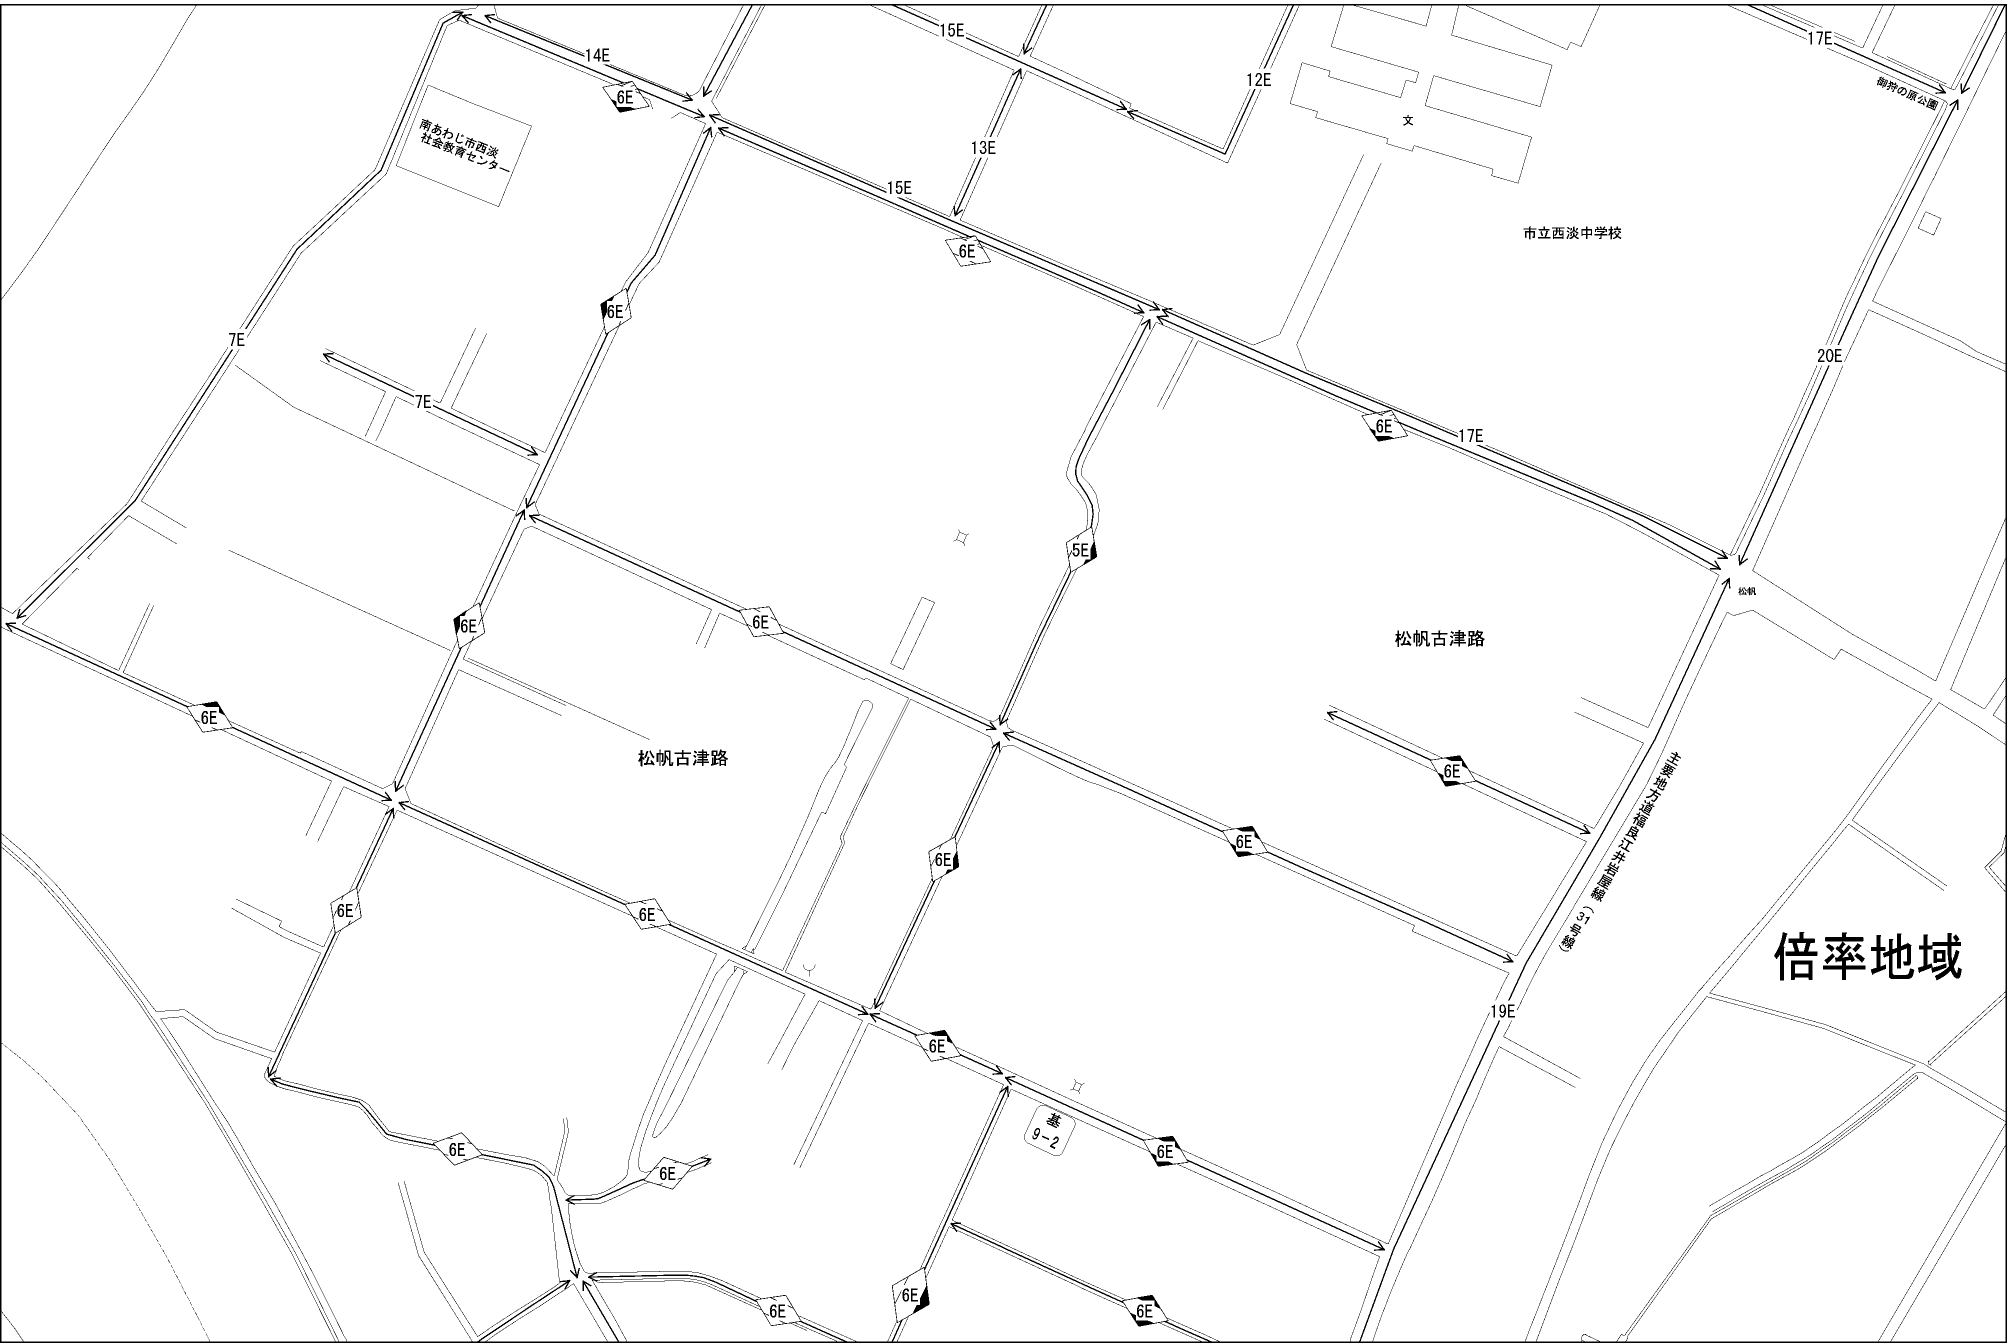 15E
17E
14E
12E
6E
御狩の原公園
文
南あわじ市西淡
社会教育センター
13E
15E
市立西淡中学校
6E
6E
7E
20E
7E
6E
17E
5E
松帆
6E
6E
松帆古津路
6E
松帆古津路
6E
主要地方道福良江井岩屋線(31号線)
6E
6E
6E
6E
倍率地域
19E
6E
基
9-2
6E
6E
6E
6E
6E
6E